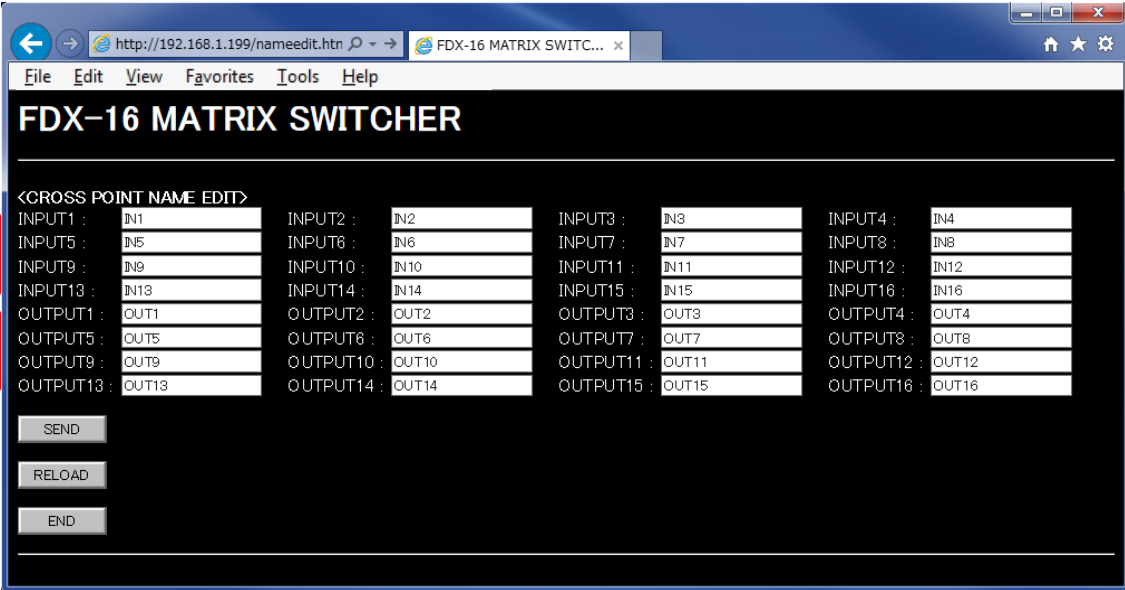 http://192.168.1.199/nameedit.htn
FDX-16 MATRIX SWITC...
File Edit View Favorites Tools Help
FDX-16 MATRIX SWITCHER
<CROSS POINT NAME EDIT>
INPUT1 : IN1 INPUT2 : IN2 INPUT3 : IN3 INPUT4 : IN4
INPUT5 : IN5 INPUT6 : IN6 INPUT7 : IN7 INPUT8 : IN8
INPUT9 : IN9 INPUT10 : IN10 INPUT11 : IN11 INPUT12 : IN12
INPUT13 : IN13 INPUT14 : IN14 INPUT15 : IN15 INPUT16 : IN16
OUTPUT1 : OUT1 OUTPUT2 : OUT2 OUTPUT3 : OUT3 OUTPUT4 : OUT4
OUTPUT5 : OUT5 OUTPUT6 : OUT6 OUTPUT7 : OUT7 OUTPUT8 : OUT8
OUTPUT9 : OUT9 OUTPUT10 : OUT10 OUTPUT11 : OUT11 OUTPUT12 : OUT12
OUTPUT13 : OUT13 OUTPUT14 : OUT14 OUTPUT15 : OUT15 OUTPUT16 : OUT16
SEND
RELOAD
END